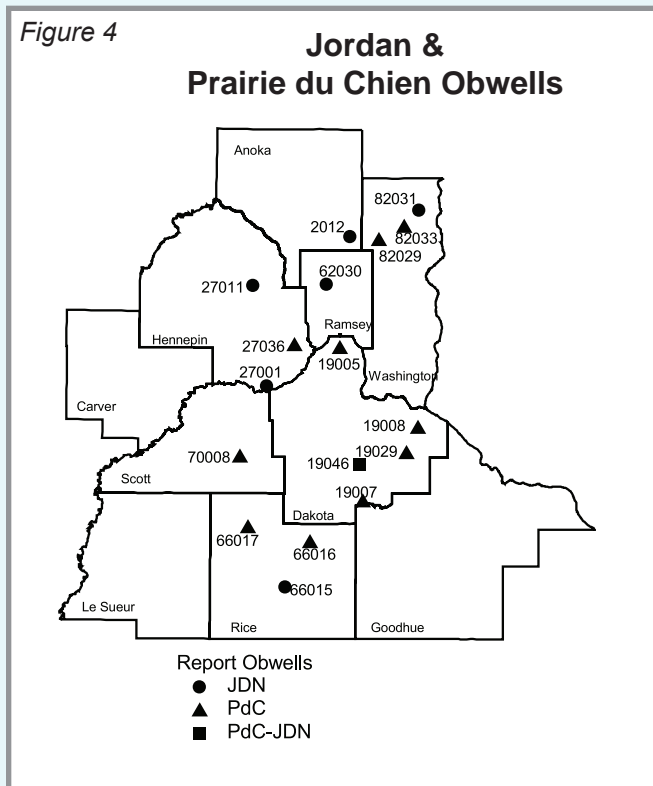 Figure 4
Jordan &
Prairie du Chien Obwells
Anoka
82031
2012
82033
82029
62030
27011
Ramsey
Hennepin
27036
19005
Washington
27001
Carver
19008
19029
70008
19046
Scott
19007
Dakota
66017
66016
66015
Le Sueur
Rice
Goodhue
Report Obwells
JDN
PdC
PdC-JDN